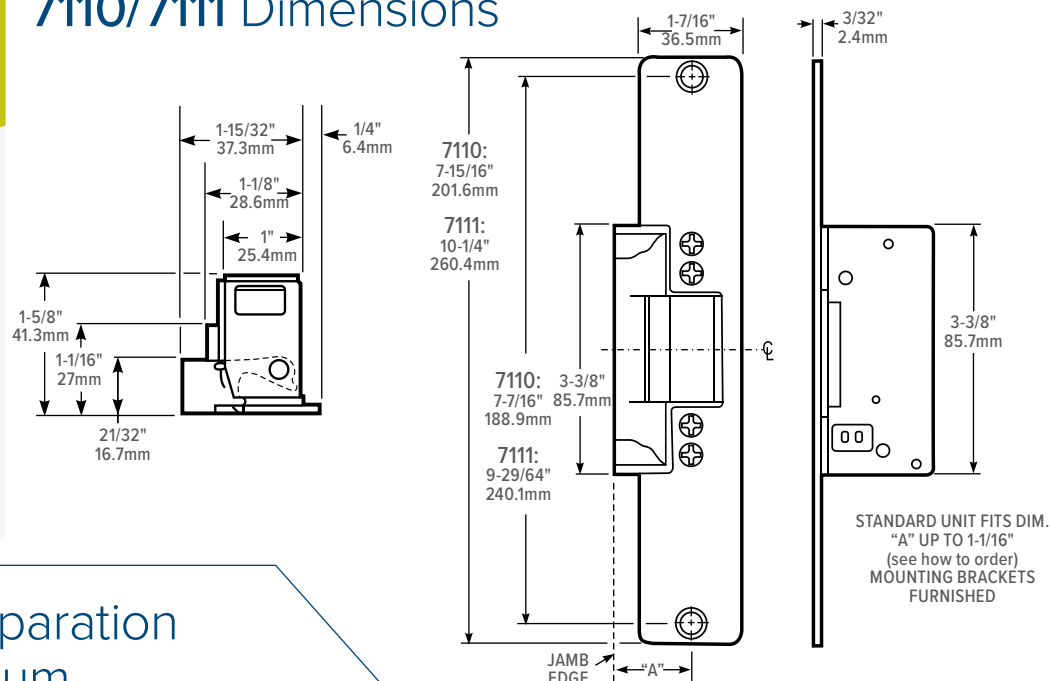 7110/7111 Dimensions
1-7/16"
36.5mm
3/32"
2.4mm
1-15/32"
37.3mm
1/4"
6.4mm
1-1/8"
28.6mm
1"
25.4mm
1-5/8"
41.3mm
1-1/16"
27mm
21/32"
16.7mm
7110:
7-15/16"
201.6mm
7111:
10-1/4"
260.4mm
7110:
7-7/16"
188.9mm
7111:
9-29/64"
240.1mm
3-3/8"
85.7mm
℄
3-3/8"
85.7mm
STANDARD UNIT FITS DIM.
“A” UP TO 1-1/16"
(see how to order)
MOUNTING BRACKETS
FURNISHED
JAMB
EDGE
“A”
paration